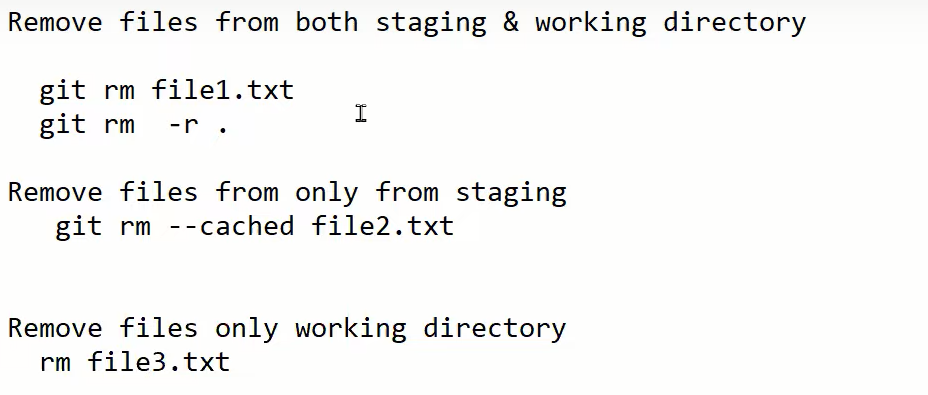 Remove files from both staging & working directory
git rm file1.txt
git rm  -r .
Remove files from only from staging
git rm --cached file2.txt
Remove files only working directory
rm file3.txt